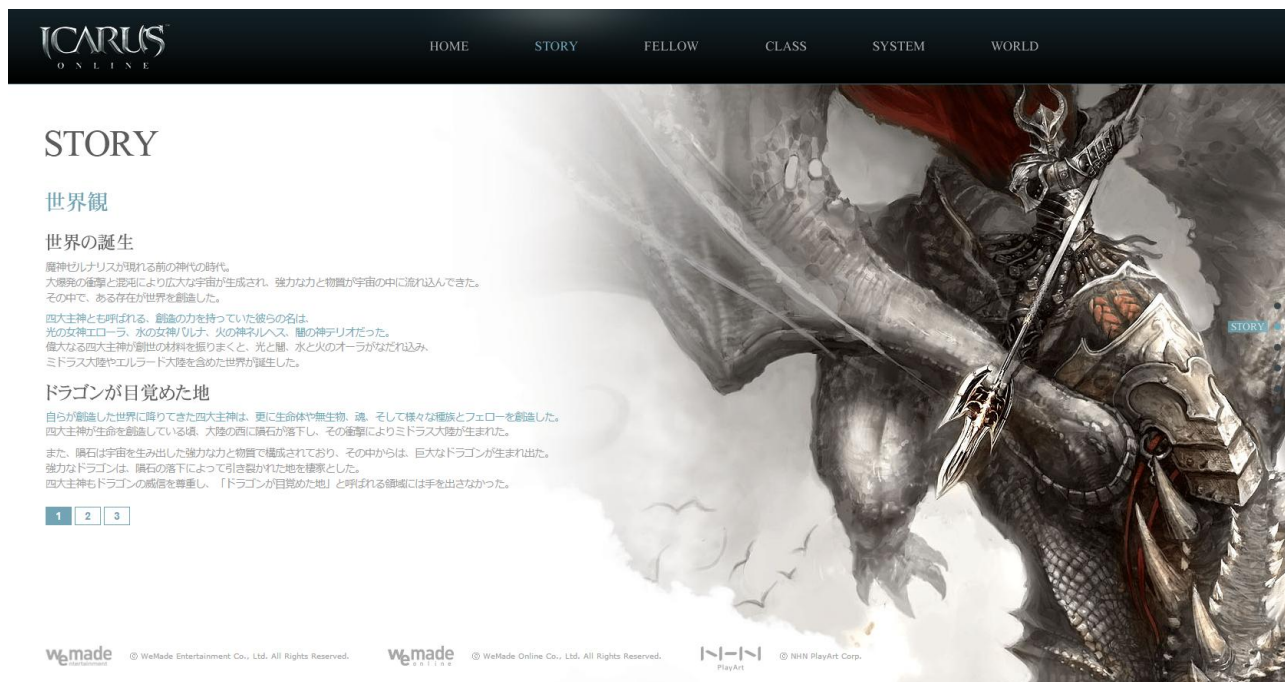 ICARUS
ONLINE
HOME STORY FELLOW CLASS SYSTEM WORLD
STORY
世界観
世界の誕生
魔神ゼルナリスが現れる前の神代の時代。
大爆発の衝撃と混沌により広大な宇宙が生成され、強力な力と物質が宇宙の中に流れ込んできた。
その中で、ある存在が世界を創造した。
四大主神とも呼ばれる、創造の力を持っていた彼らの名は、
光の女神エローラ、水の女神バルナ、火の神ネルヘス、闇の神テリオだった。
偉大なる四大主神が創世の材料を振りまくと、光と闇、水と火のオーラがなだれ込み、
ミドラス大陸やエルラード大陸を含めた世界が誕生した。
ドラゴンが目覚めた地
自らが創造した世界に降りてきた四大主神は、更に生命体や無生物、魂、そして様々な種族とフェローを創造した。
四大主神が生命を創造している頃、大陸の西に隕石が落下し、その衝撃によりミドラス大陸が生まれた。
また、隕石は宇宙を生み出した強力な力と物質で構成されており、その中からは、巨大なドラゴンが生まれ出た。
強力なドラゴンは、隕石の落下によって引き裂かれた地を棲家とした。
四大主神もドラゴンの威信を尊重し、「ドラゴンが目覚めた地」と呼ばれる領域には手を出さなかった。
1 2 3
STORY
wemade entertainment © WeMade Entertainment Co., Ltd. All Rights Reserved. wemade online © WeMade Online Co., Ltd. All Rights Reserved. NHN PlayArt © NHN PlayArt Corp.